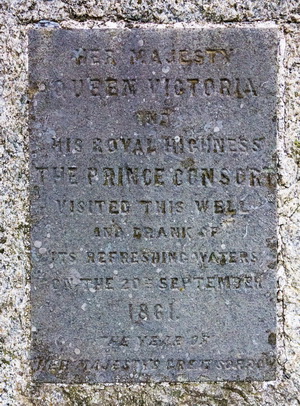 HER MAJESTY
QUEEN VICTORIA
AND
HIS ROYAL HIGHNESS
THE PRINCE CONSORT
VISITED THIS WELL
AND DRANK OF
ITS REFRESHING WATERS
ON THE 20TH SEPTEMBER
1861
THE YEAR OF
HER MAJESTY'S GREAT SORROW